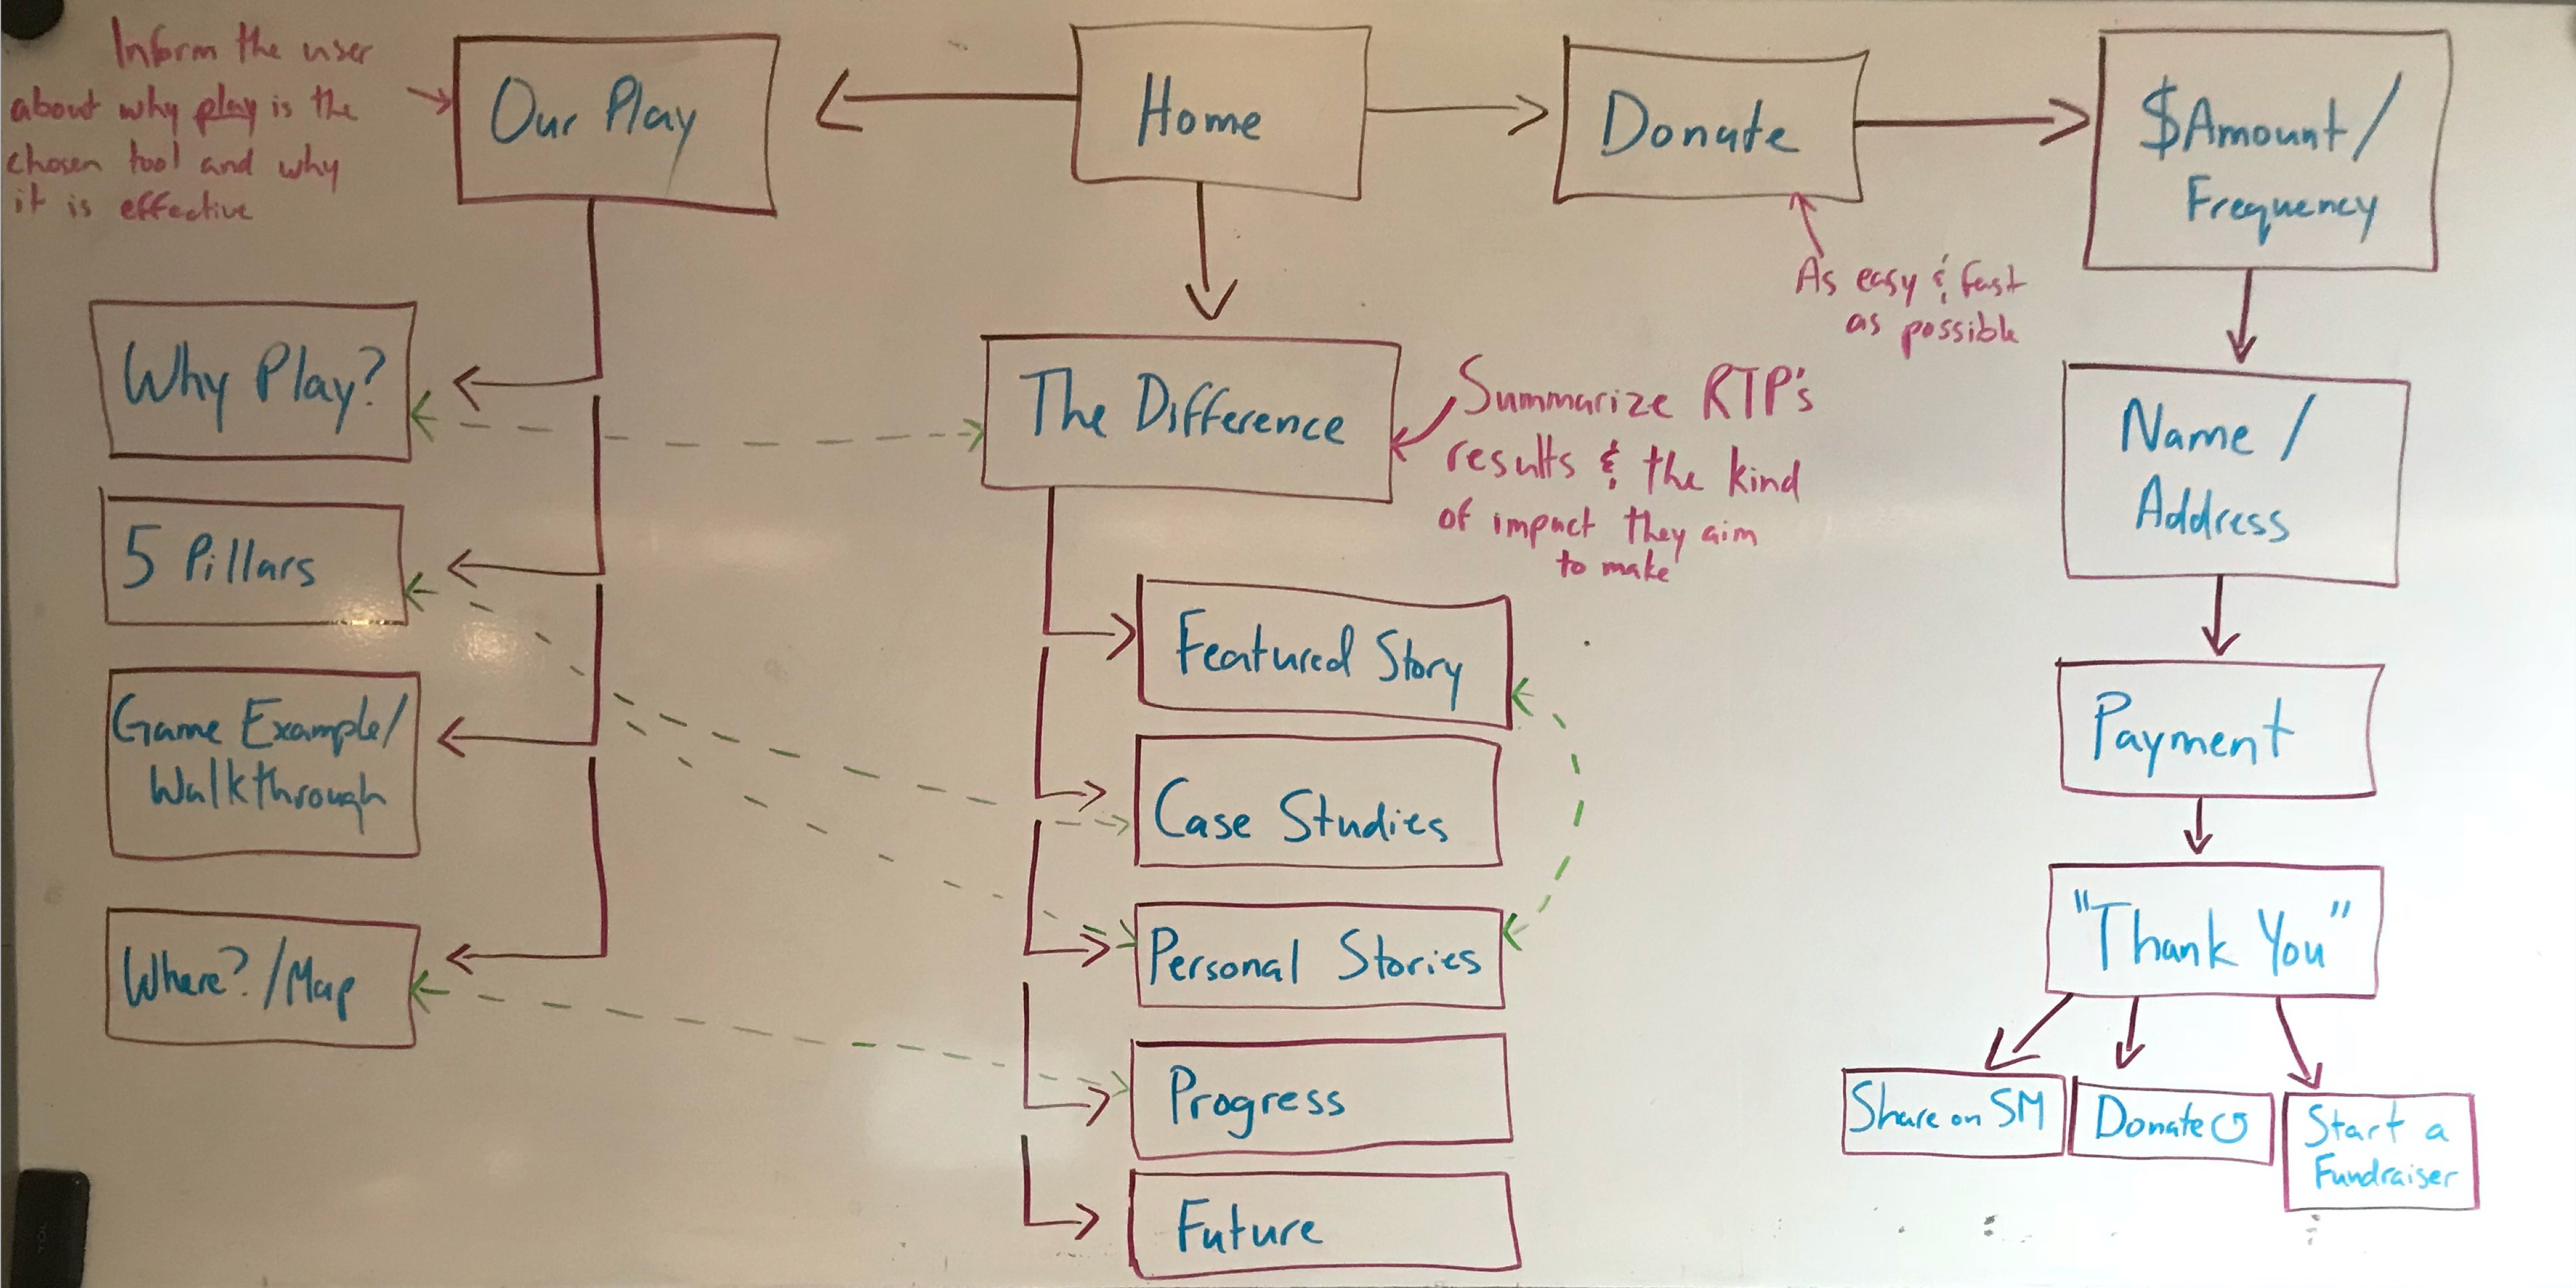 Inform the user
about why play is the
chosen tool and why
it is effective
Our Play
Home
Donate
$Amount/
Frequency
As easy & fast
as possible
Why Play?
5 Pillars
Game Example/
Walkthrough
Where?/Map
The Difference
Summarize RTP's
results & the kind
of impact they aim
to make
Featured Story
Case Studies
Personal Stories
Progress
Future
Name /
Address
Payment
"Thank You"
Share on SM
Donate
Start a
Fundraiser